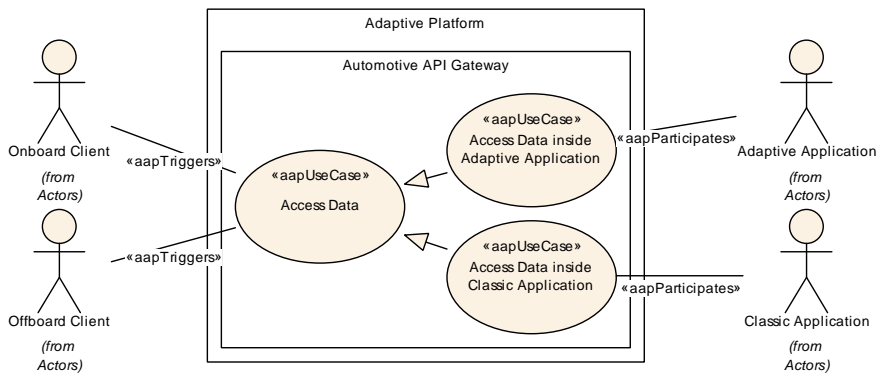 Adaptive Platform
Automotive API Gateway
Onboard Client
(from
Actors)
«aapTriggers»
Offboard Client
(from
Actors)
«aapTriggers»
«aapUseCase»
Access Data
«aapUseCase»
Access Data inside
Adaptive Application
«aapUseCase»
Access Data inside
Classic Application
«aapParticipates»
Adaptive Application
(from
Actors)
«aapParticipates»
Classic Application
(from
Actors)